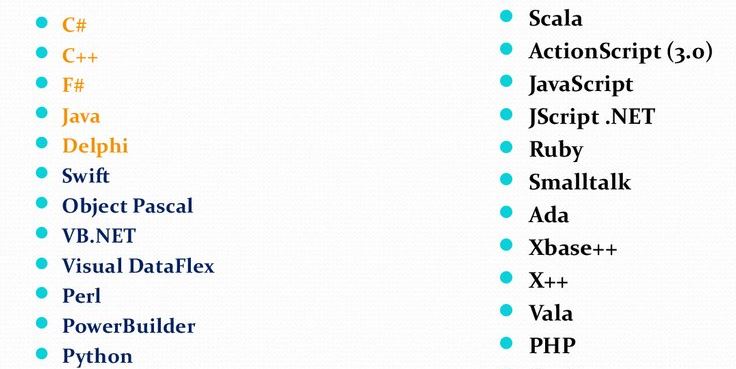 C#
C++
F#
Java
Delphi
Swift
Object Pascal
VB.NET
Visual DataFlex
Perl
PowerBuilder
Python
Scala
ActionScript (3.0)
JavaScript
JScript .NET
Ruby
Smalltalk
Ada
Xbase++
X++
Vala
PHP